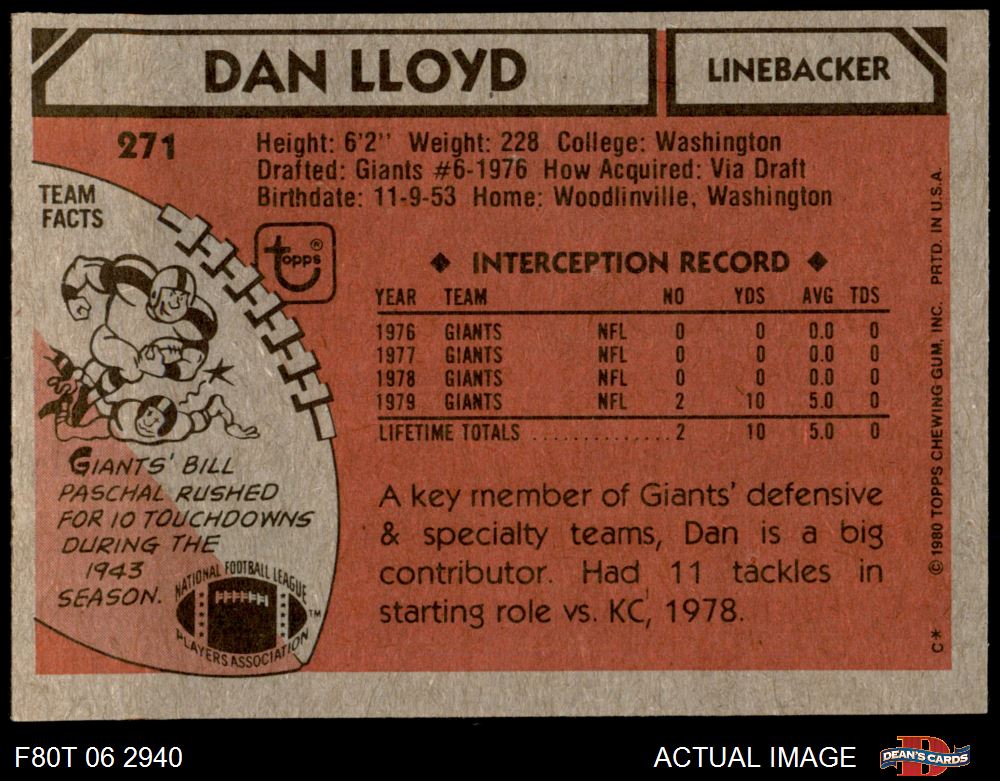 DAN LLOYD
LINEBACKER
271
Height: 6'2'' Weight: 228 College: Washington
Drafted: Giants #6-1976 How Acquired: Via Draft
Birthdate: 11-9-53 Home: Woodlinville, Washington
TEAM
FACTS
topps®
◆ INTERCEPTION RECORD ◆
YEAR TEAM NO YDS AVG TDS
1976 GIANTS NFL 0 0 0.0 0
1977 GIANTS NFL 0 0 0.0 0
1978 GIANTS NFL 0 0 0.0 0
1979 GIANTS NFL 2 10 5.0 0
LIFETIME TOTALS ..............2 10 5.0 0
GIANTS' BILL
PASCHAL RUSHED
FOR 10 TOUCHDOWNS
DURING THE
1943
SEASON.
NATIONAL FOOTBALL LEAGUE
PLAYERS ASSOCIATION
TM
A key member of Giants' defensive
& specialty teams, Dan is a big
contributor. Had 11 tackles in
starting role vs. KC, 1978.
C* © 1980 TOPPS CHEWING GUM, INC. PRTD. IN U.S.A.
F80T 06 2940
ACTUAL IMAGE
D
DEAN'S CARDS